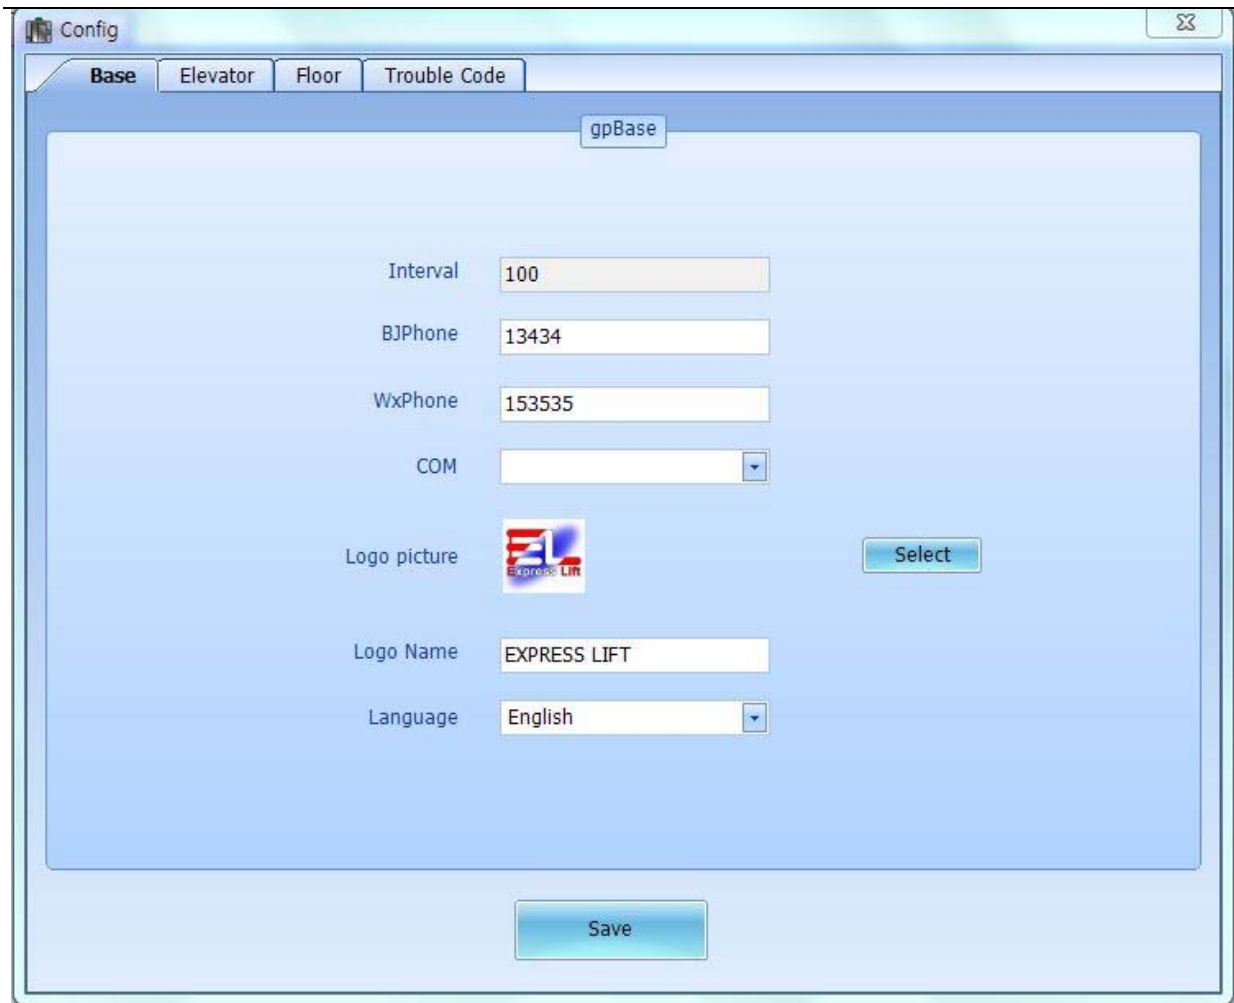 Config
Base Elevator Floor Trouble Code
gpBase
Interval 100
BJPhone 13434
WxPhone 153535
COM
Logo picture EL Express Lift Select
Logo Name EXPRESS LIFT
Language English
Save